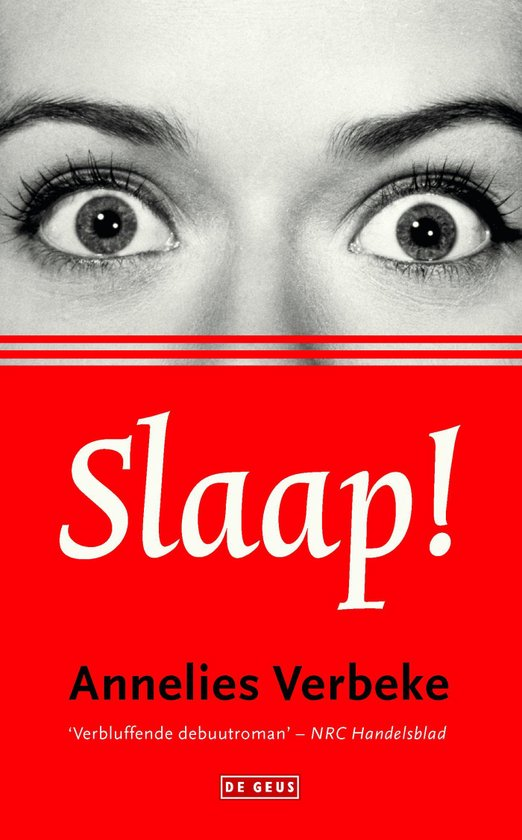 Slaap!
Annelies Verbeke
‘Verbluffende debuutroman’ – NRC Handelsblad
DE GEUS